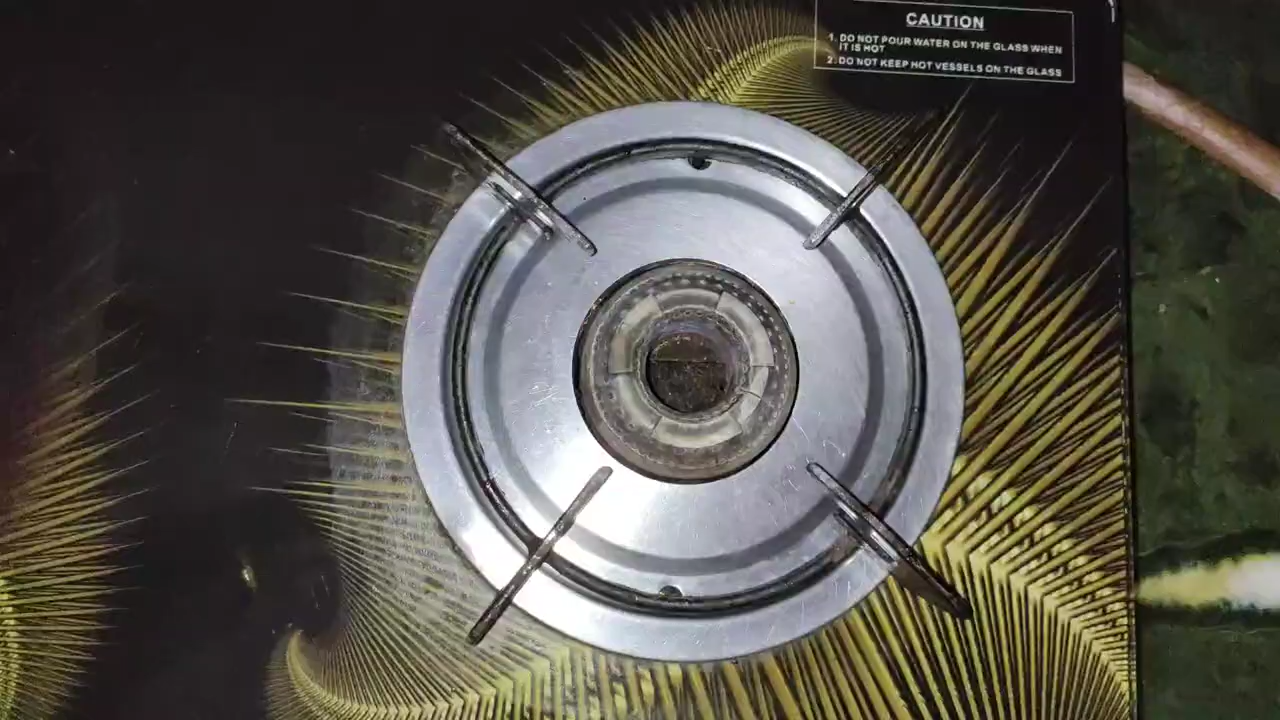 CAUTION
1. DO NOT POUR WATER ON THE GLASS WHEN
IT IS HOT
2. DO NOT KEEP HOT VESSELS ON THE GLASS